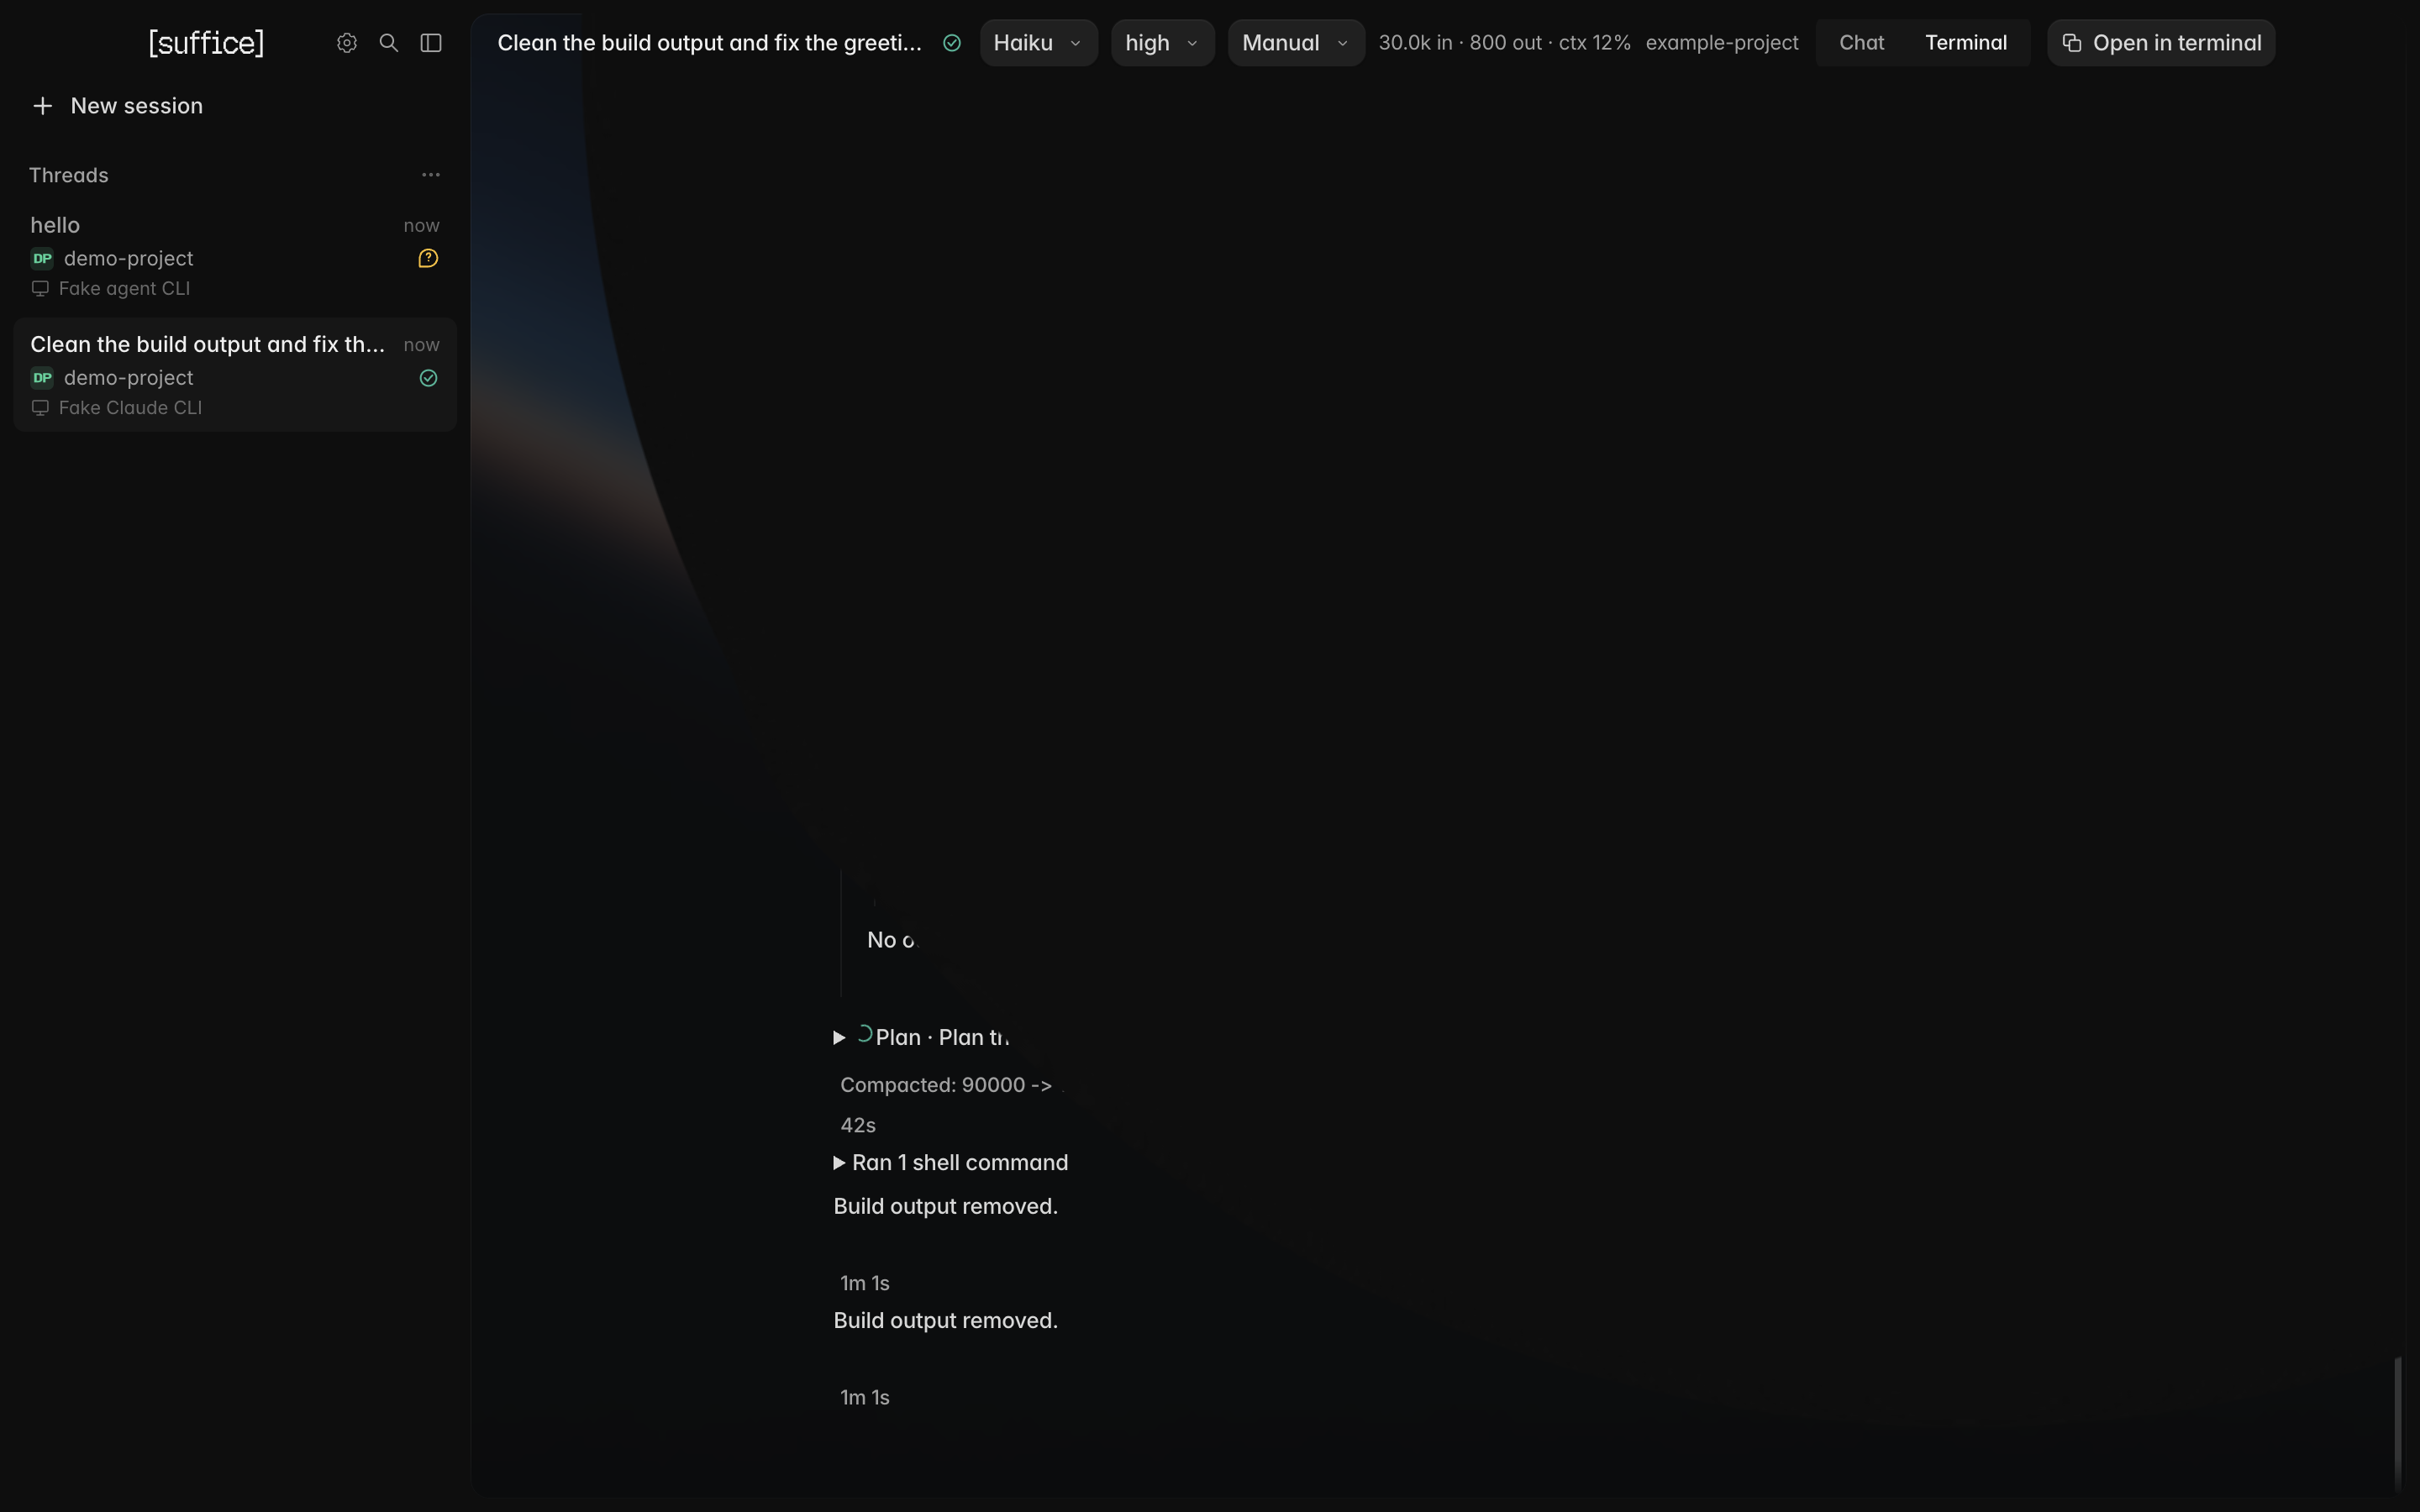 [suffice]
New session
Threads
hello now
DP demo-project
Fake agent CLI
Clean the build output and fix th... now
DP demo-project
Fake Claude CLI
Clean the build output and fix the greeti... Haiku high Manual 30.0k in · 800 out · ctx 12% example-project Chat Terminal Open in terminal
No
Plan · Plan
Compacted: 90000 ->
42s
Ran 1 shell command
Build output removed.
1m 1s
Build output removed.
1m 1s